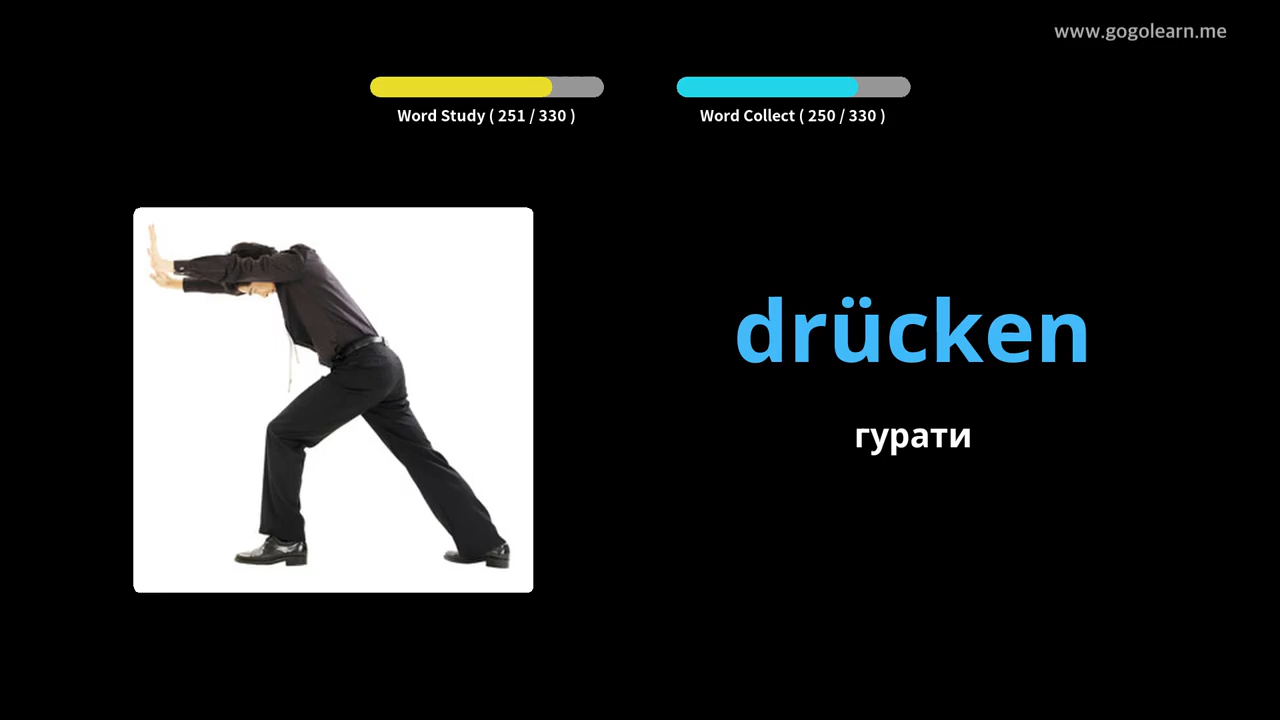 www.gogolearn.me
Word Study ( 251 / 330 )
Word Collect ( 250 / 330 )
drücken
гурати